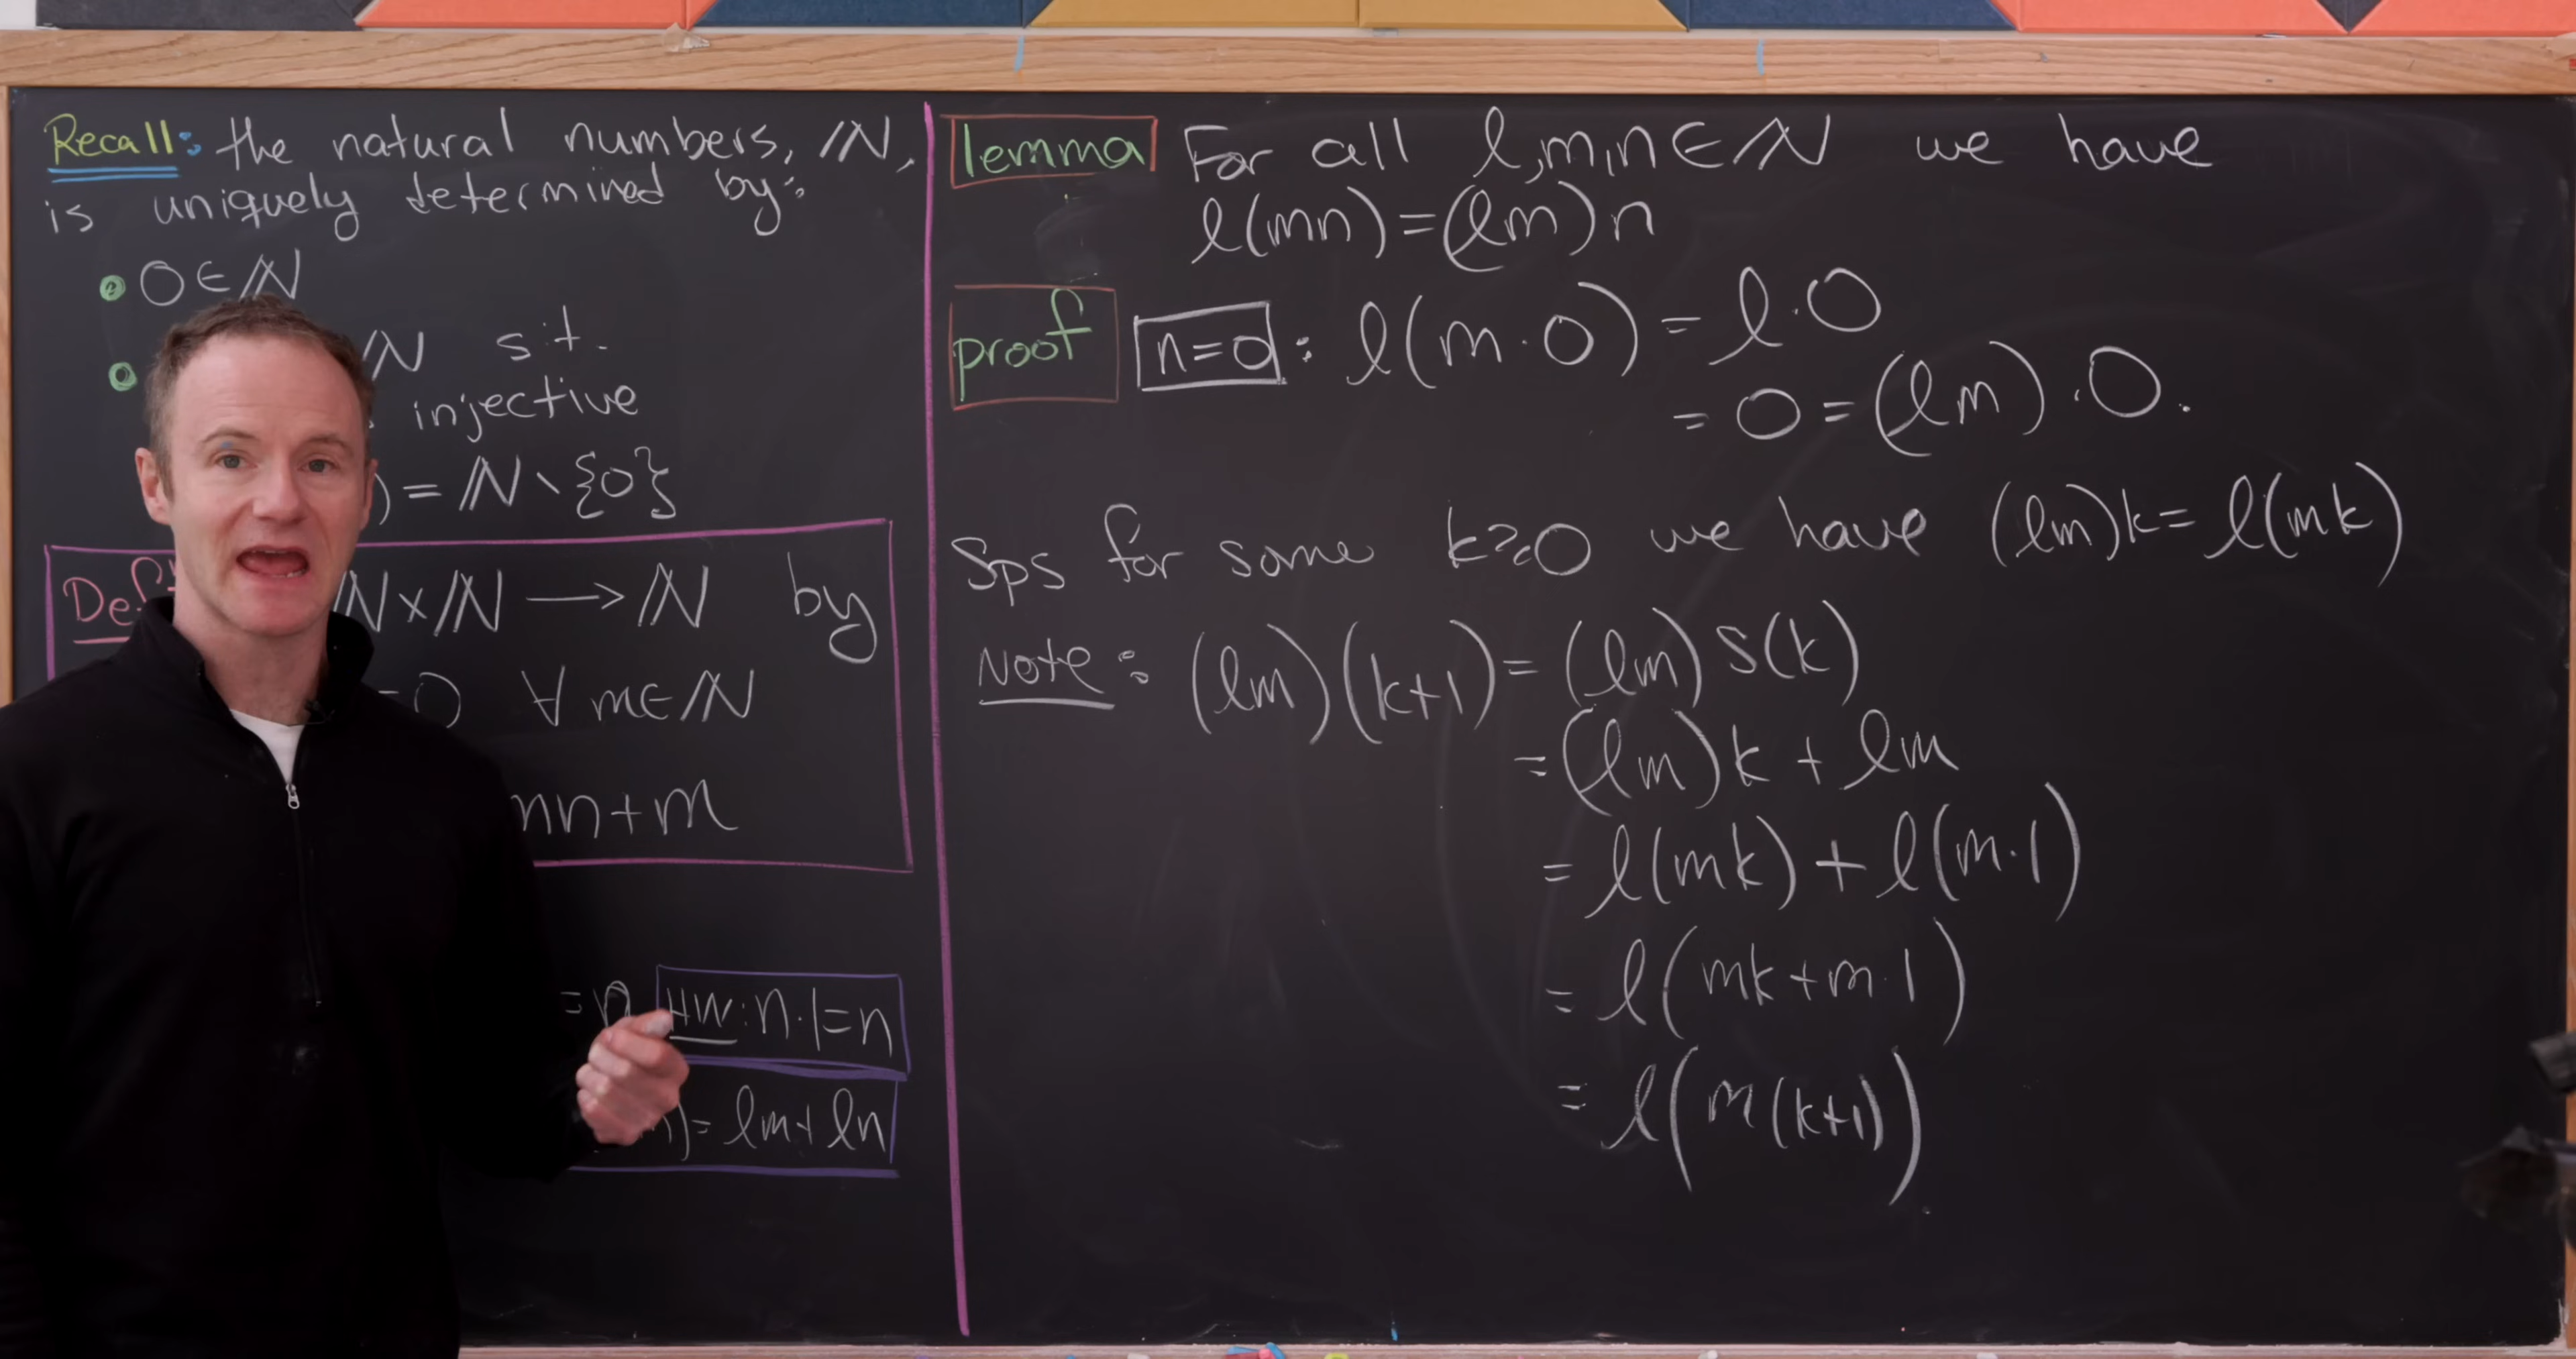 Recall: the natural numbers, ℕ,
is uniquely determined by:
• 0∈ℕ
• ℕ s.t.
injective
) = ℕ∖{0}
Def ℕ×ℕ ⟶ ℕ by
=0 ∀ m∈ℕ
mn+m
=n HW: n·1=n
)= lm+ln
lemma For all l,m,n∈ℕ we have
l(mn)=(lm)n
proof n=0: l(m·0) = l·0
= 0 = (lm)·0.
Sps for some k≥0 we have (lm)k = l(mk)
Note: (lm)(k+1) = (lm) S(k)
= (lm)k + lm
= l(mk) + l(m·1)
= l(mk+m·1)
= l(m(k+1))